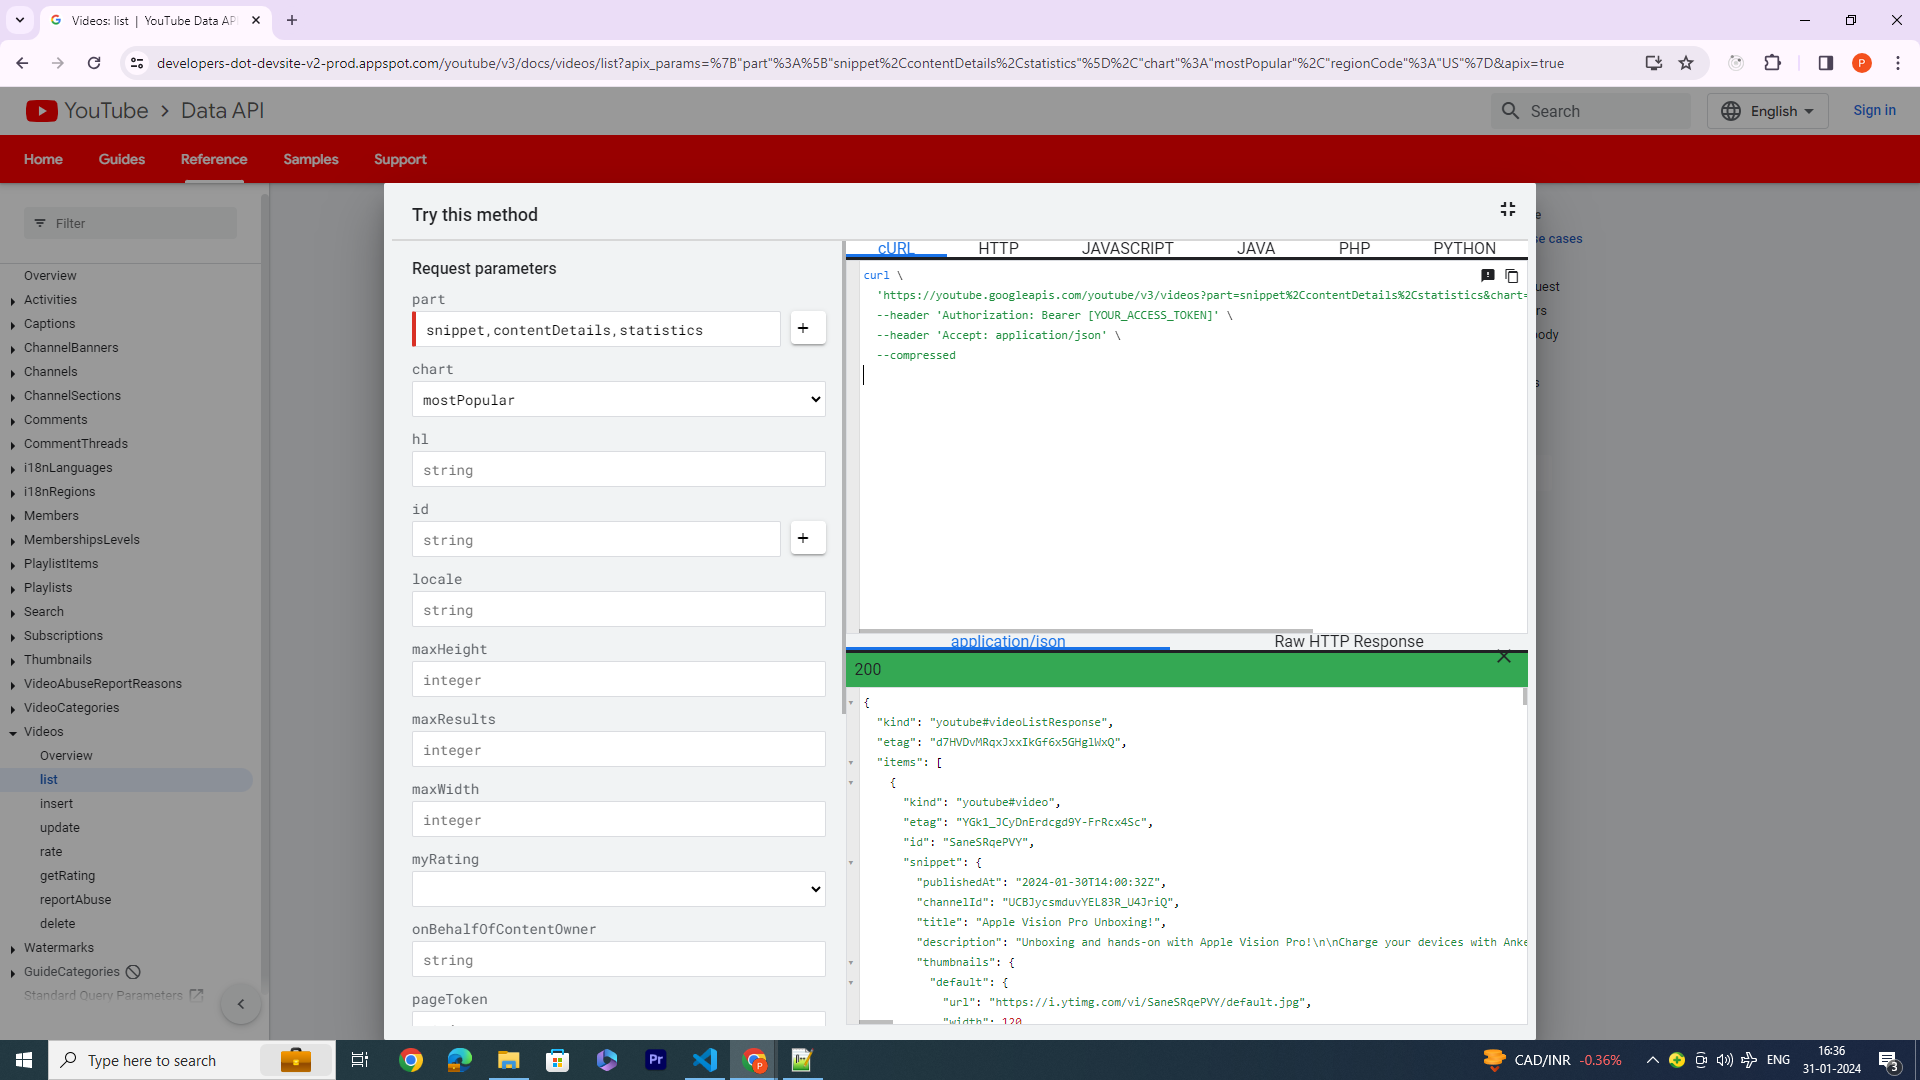 Videos: list | YouTube Data AP
developers-dot-devsite-v2-prod.appspot.com/youtube/v3/docs/videos/list?apix_params=%7B"part"%3A%5B"snippet%2CcontentDetails%2Cstatistics"%5D%2C"chart"%3A"mostPopular"%2C"regionCode"%3A"US"%7D&apix=true
P
YouTube > Data API
Search
English
Sign in
Home
Guides
Reference
Samples
Support
Filter
Overview
Activities
Captions
ChannelBanners
Channels
ChannelSections
Comments
CommentThreads
i18nLanguages
i18nRegions
Members
MembershipsLevels
PlaylistItems
Playlists
Search
Subscriptions
Thumbnails
VideoAbuseReportReasons
VideoCategories
Videos
Overview
list
insert
update
rate
getRating
reportAbuse
delete
Watermarks
GuideCategories
Standard Query Parameters
Try this method
Request parameters
part
snippet,contentDetails,statistics
+
chart
mostPopular
hl
string
id
string
+
locale
string
maxHeight
integer
maxResults
integer
maxWidth
integer
myRating
onBehalfOfContentOwner
string
pageToken
cURL
HTTP
JAVASCRIPT
JAVA
PHP
PYTHON
curl \
'https://youtube.googleapis.com/youtube/v3/videos?part=snippet%2CcontentDetails%2Cstatistics&chart=
--header 'Authorization: Bearer [YOUR_ACCESS_TOKEN]' \
--header 'Accept: application/json' \
--compressed
application/json
Raw HTTP Response
200
{
"kind": "youtube#videoListResponse",
"etag": "d7HVDvMRqxJxxIkGf6x5GHglWxQ",
"items": [
{
"kind": "youtube#video",
"etag": "YGk1_JCyDnErdcgd9Y-FrRcx4Sc",
"id": "SaneSRqePVY",
"snippet": {
"publishedAt": "2024-01-30T14:00:32Z",
"channelId": "UCBJycsmduvYEL83R_U4JriQ",
"title": "Apple Vision Pro Unboxing!",
"description": "Unboxing and hands-on with Apple Vision Pro!\n\nCharge your devices with Anke
"thumbnails": {
"default": {
"url": "https://i.ytimg.com/vi/SaneSRqePVY/default.jpg",
"width": 120
e
se cases
uest
rs
ody
s
Type here to search
Pr
P
CAD/INR -0.36%
ENG
16:36
31-01-2024
3